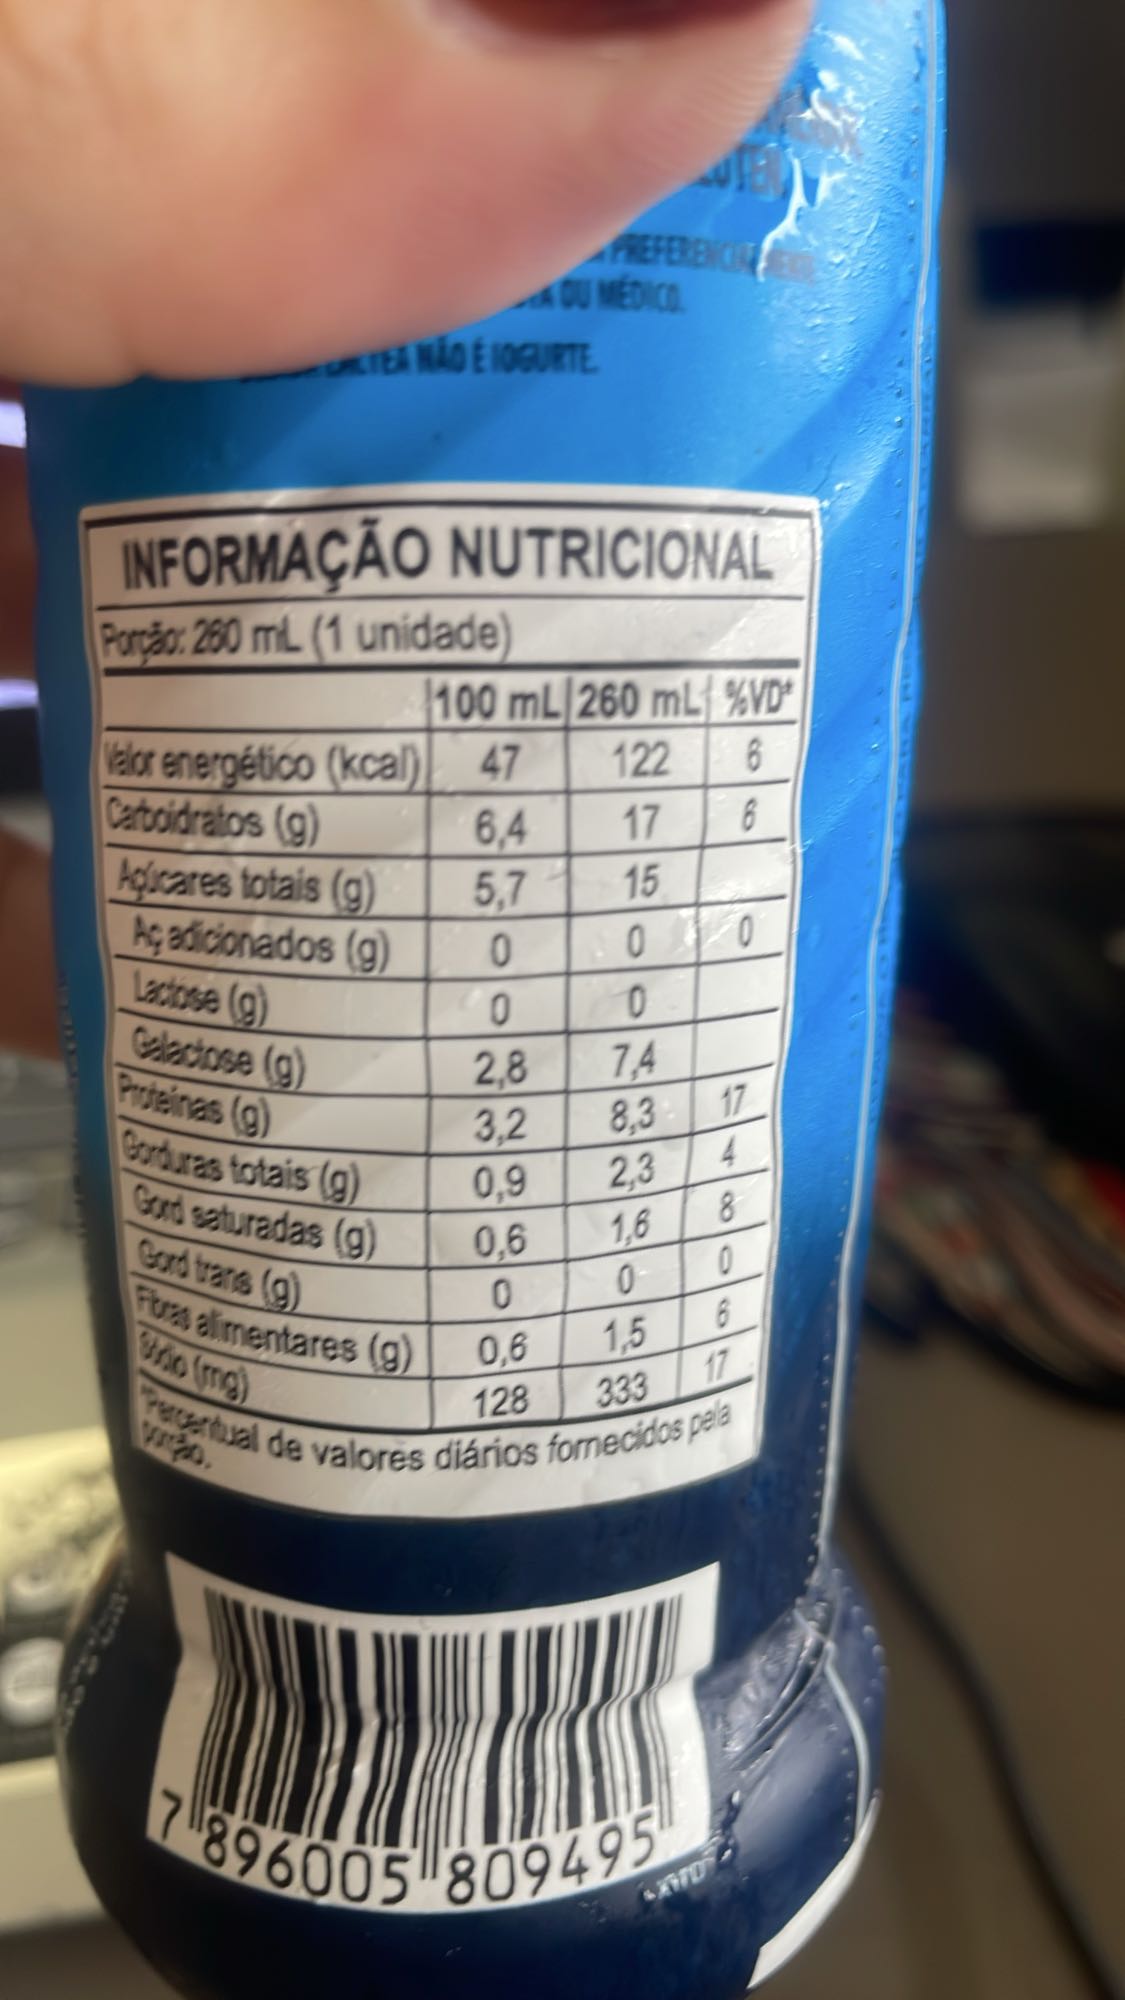 GLÚTEN.
PREFERENCIALMENTE
OU MÉDICO.
LÁCTEA NÃO É IOGURTE.
INFORMAÇÃO NUTRICIONAL
Porção: 260 mL (1 unidade)
100 mL 260 mL %VD*
Valor energético (kcal) 47 122 6
Carboidratos (g) 6,4 17 6
Açúcares totais (g) 5,7 15
Aç adicionados (g) 0 0 0
Lactose (g) 0 0
Galactose (g) 2,8 7,4
Proteínas (g) 3,2 8,3 17
Gorduras totais (g) 0,9 2,3 4
Gord saturadas (g) 0,6 1,6 8
Gord trans (g) 0 0 0
Fibras alimentares (g) 0,6 1,5 6
Sódio (mg) 128 333 17
*Percentual de valores diários fornecidos pela
porção.
7 896005 809495